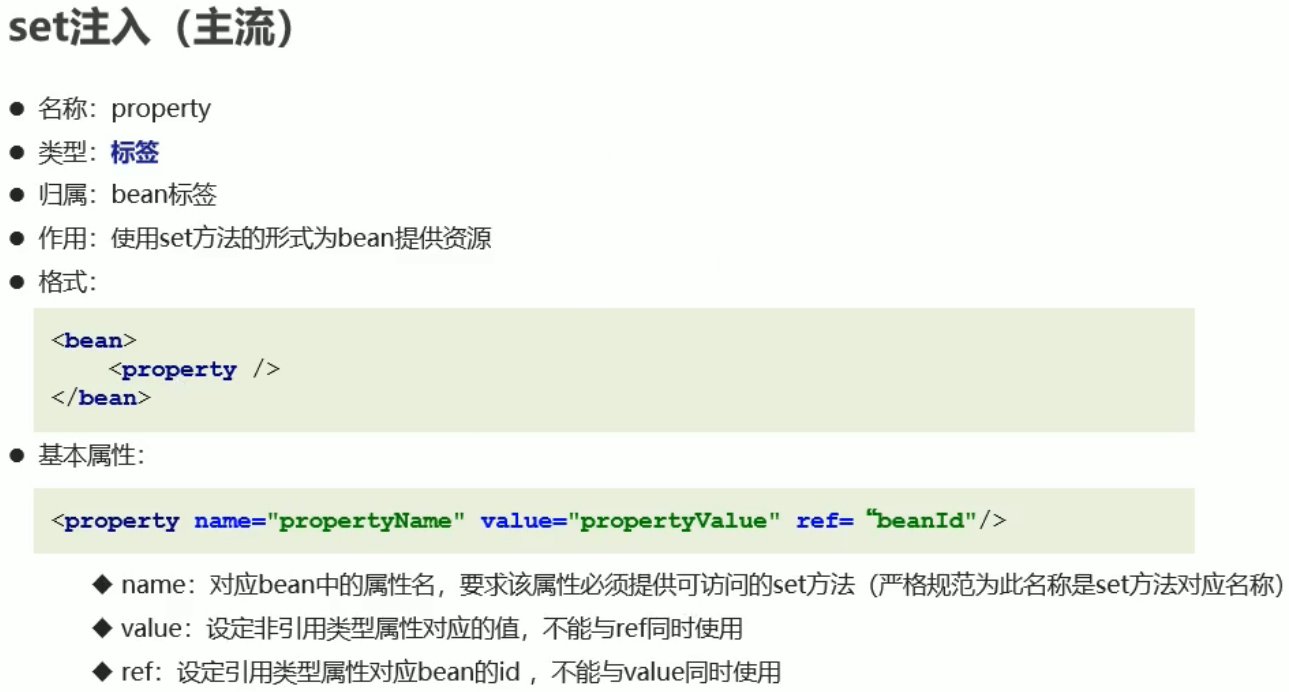 set注入（主流）
● 名称：property
● 类型：标签
● 归属：bean标签
● 作用：使用set方法的形式为bean提供资源
● 格式：
<bean>
    <property />
</bean>
● 基本属性：
<property name="propertyName" value="propertyValue" ref= “beanId"/>
◆ name：对应bean中的属性名，要求该属性必须提供可访问的set方法（严格规范为此名称是set方法对应名称）
◆ value：设定非引用类型属性对应的值，不能与ref同时使用
◆ ref：设定引用类型属性对应bean的id ，不能与value同时使用